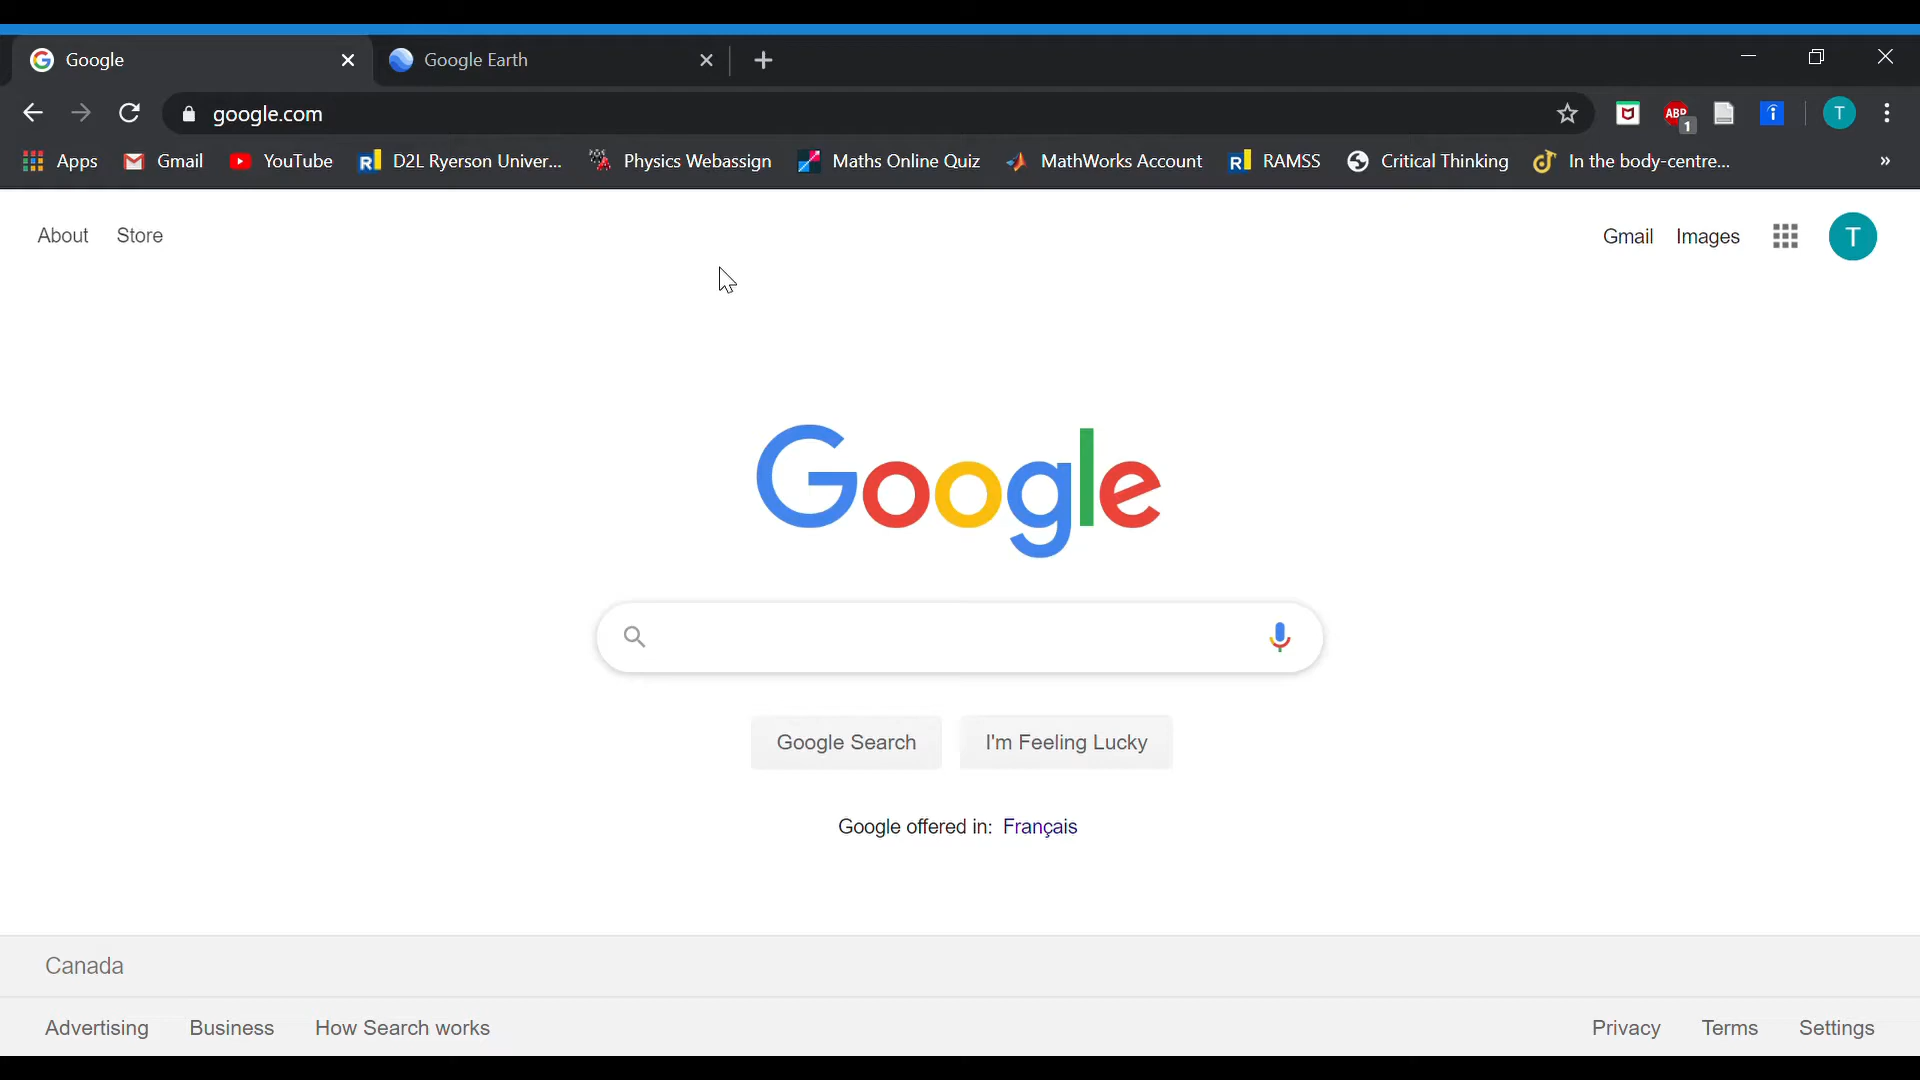 Google Google Earth
google.com ABP 1 T
Apps Gmail YouTube D2L Ryerson Univer... Physics Webassign Maths Online Quiz MathWorks Account RAMSS Critical Thinking In the body-centre... »
About Store Gmail Images T
Google
Google Search I'm Feeling Lucky
Google offered in: Français
Canada
Advertising Business How Search works Privacy Terms Settings